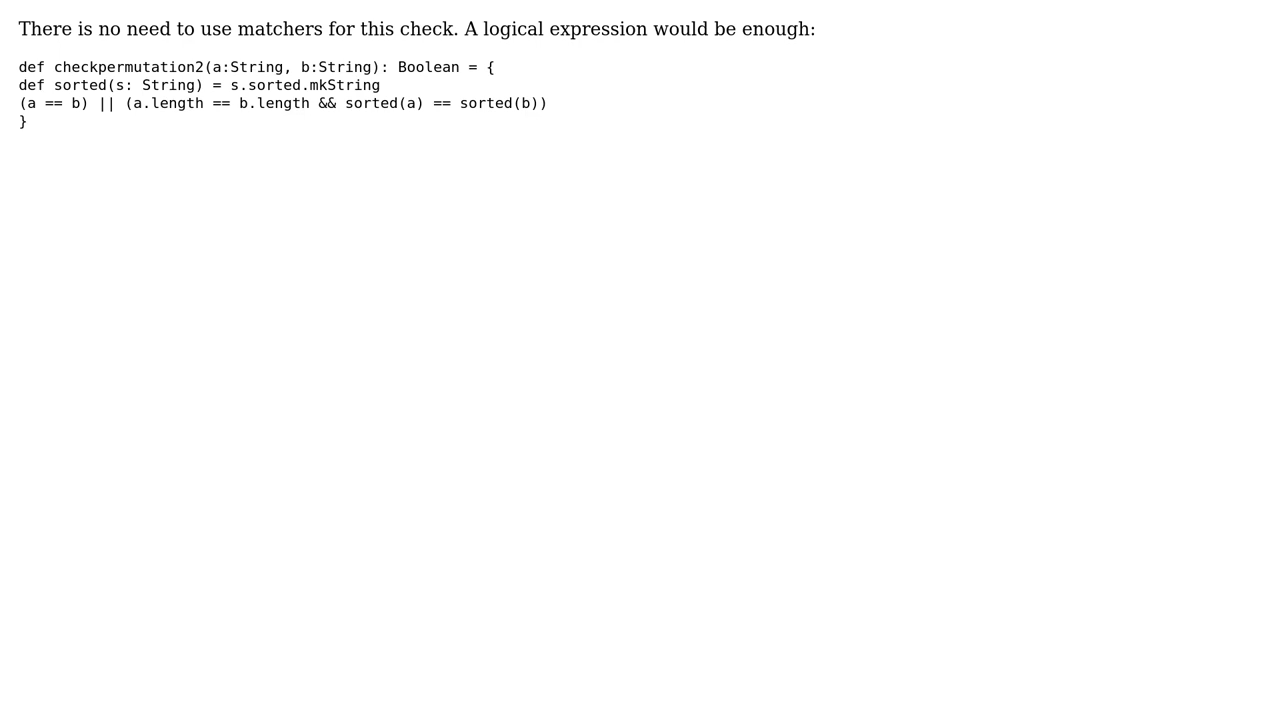 There is no need to use matchers for this check. A logical expression would be enough:
def checkpermutation2(a:String, b:String): Boolean = {
def sorted(s: String) = s.sorted.mkString
(a == b) || (a.length == b.length && sorted(a) == sorted(b))
}